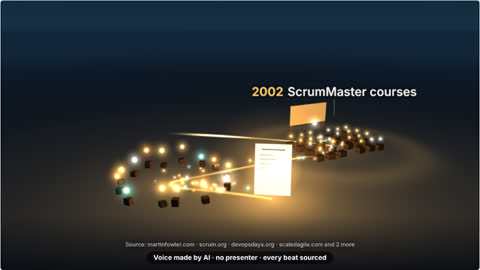 2002 ScrumMaster courses
Source: martinfowler.com · scrum.org · devopsdays.org · scaledagile.com and 2 more
Voice made by AI · no presenter · every beat sourced